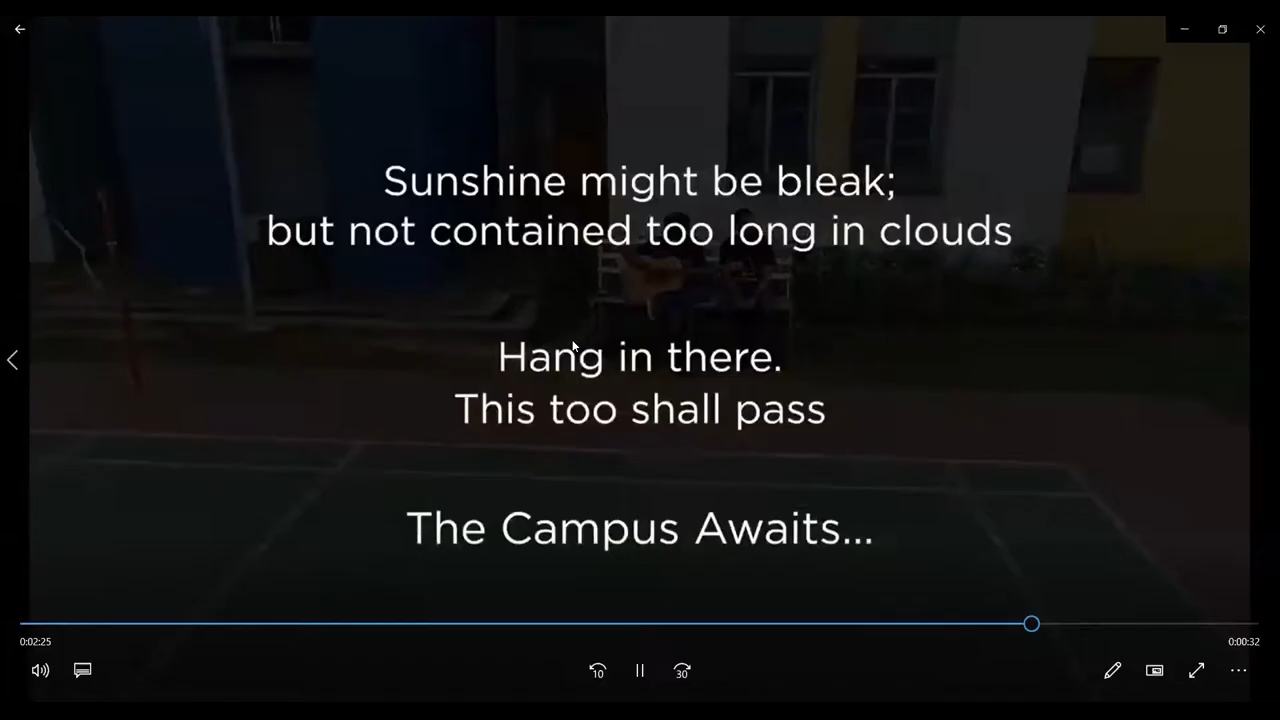 Sunshine might be bleak;
but not contained too long in clouds
Hang in there.
This too shall pass
The Campus Awaits...
0:02:25
0:00:32
10
30